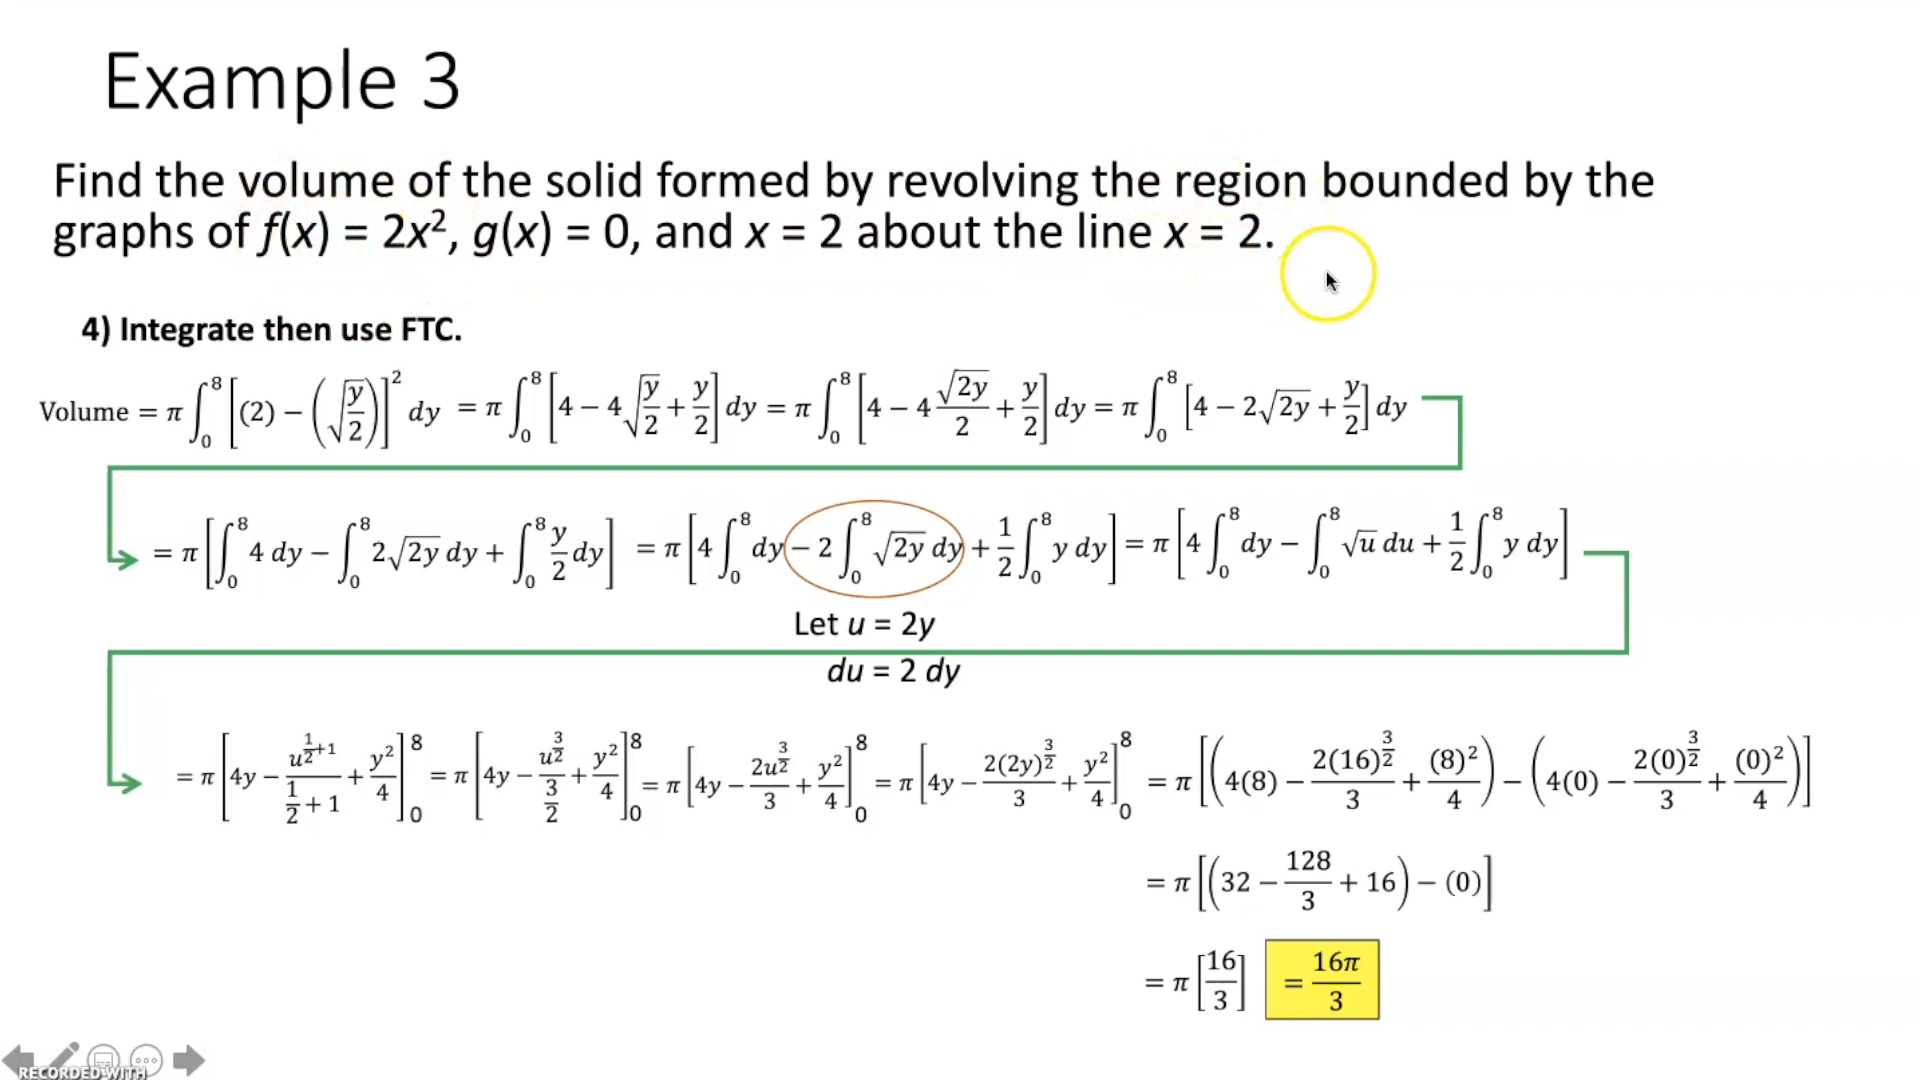 Example 3
Find the volume of the solid formed by revolving the region bounded by the
graphs of f(x) = 2x², g(x) = 0, and x = 2 about the line x = 2.
4) Integrate then use FTC.
Volume = π ∫₀⁸ [(2) − (√(y/2))]² dy = π ∫₀⁸ [4 − 4√(y/2) + y/2] dy = π ∫₀⁸ [4 − 4 √(2y)/2 + y/2] dy = π ∫₀⁸ [4 − 2√(2y) + y/2] dy
= π [∫₀⁸ 4 dy − ∫₀⁸ 2√(2y) dy + ∫₀⁸ y/2 dy] = π [4 ∫₀⁸ dy − 2 ∫₀⁸ √(2y) dy + 1/2 ∫₀⁸ y dy] = π [4 ∫₀⁸ dy − ∫₀⁸ √u du + 1/2 ∫₀⁸ y dy]
Let u = 2y
du = 2 dy
= π [4y − u^(1/2+1)/(1/2 + 1) + y²/4]₀⁸ = π [4y − u^(3/2)/(3/2) + y²/4]₀⁸ = π [4y − 2u^(3/2)/3 + y²/4]₀⁸ = π [4y − 2(2y)^(3/2)/3 + y²/4]₀⁸ = π [(4(8) − 2(16)^(3/2)/3 + (8)²/4) − (4(0) − 2(0)^(3/2)/3 + (0)²/4)]
= π [(32 − 128/3 + 16) − (0)]
= π [16/3] = 16π/3
RECORDED WITH